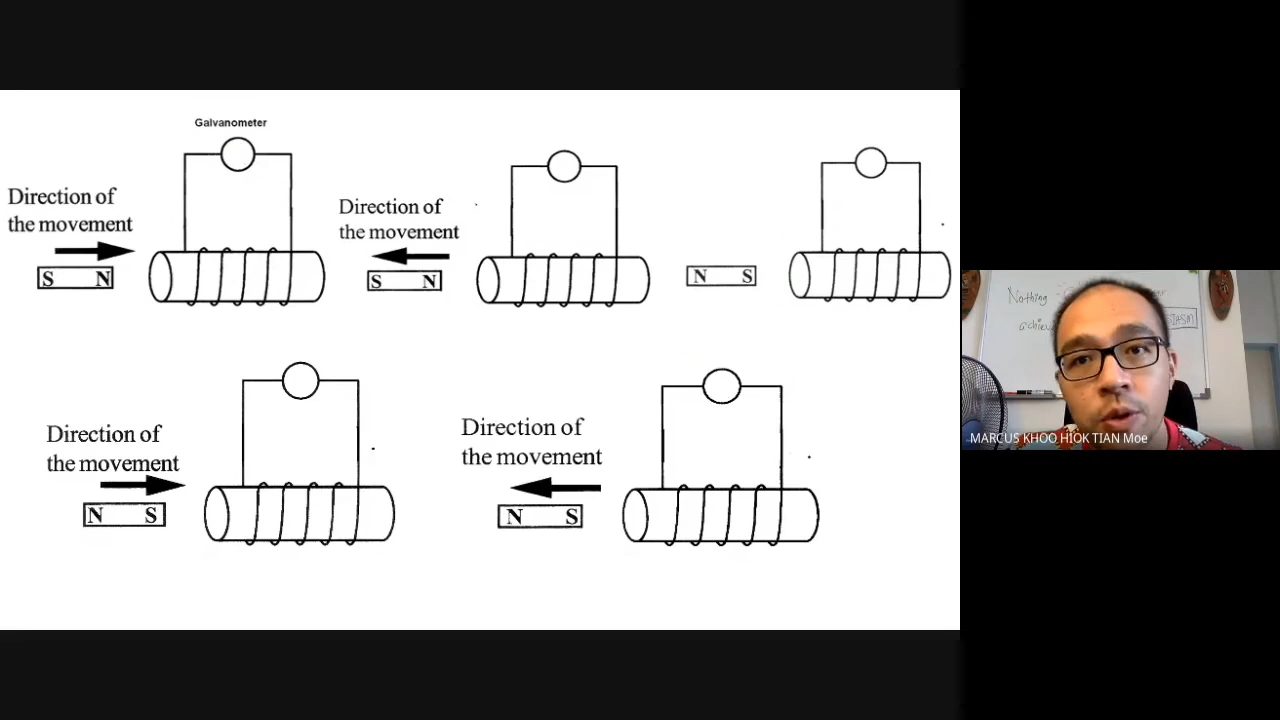 Galvanometer
Direction of
the movement
S N
Direction of
the movement
S N
N S
Direction of
the movement
N S
Direction of
the movement
N S
Nothing
MARCUS KHOO HIOK TIAN Moe